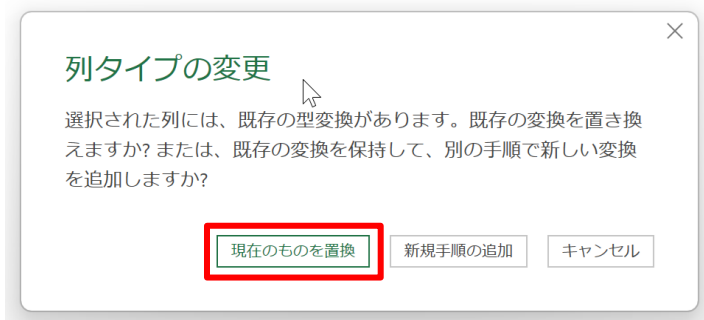 列タイプの変更
選択された列には、既存の型変換があります。既存の変換を置き換
えますか? または、既存の変換を保持して、別の手順で新しい変換
を追加しますか?
現在のものを置換 新規手順の追加 キャンセル